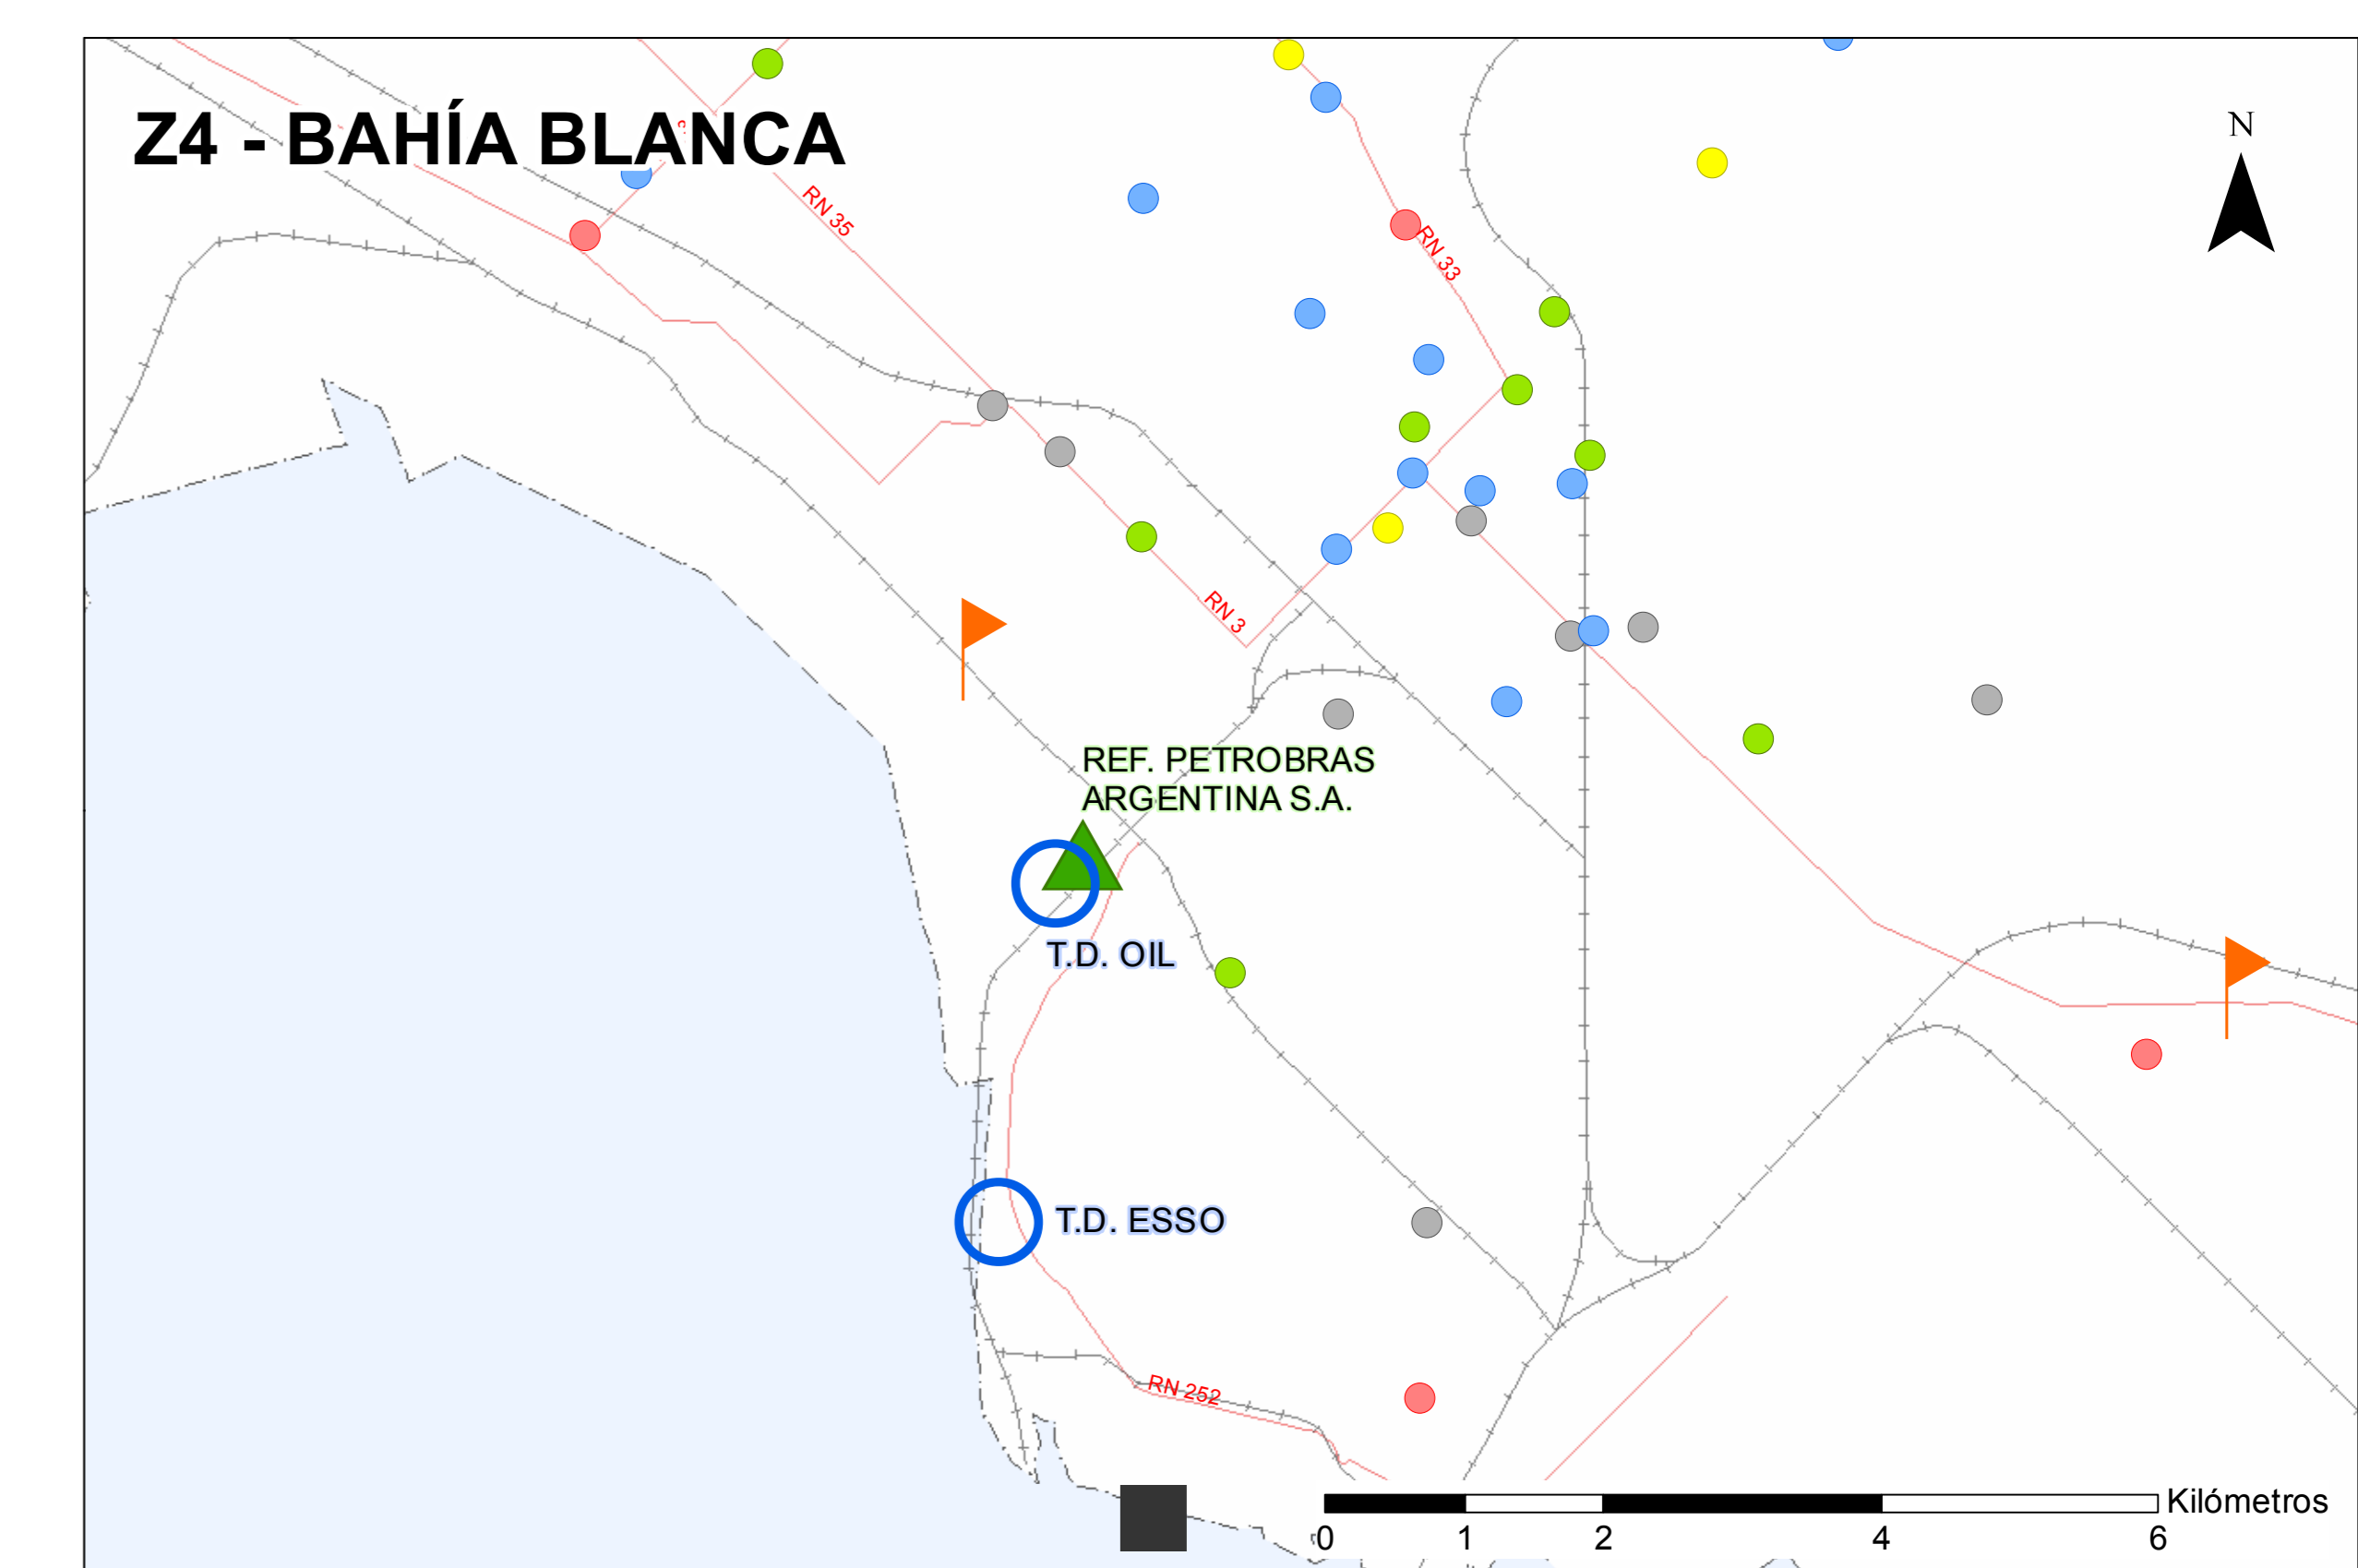 Z4 - BAHÍA BLANCA
N
RN 35
RN 33
RN 3
REF. PETROBRAS
ARGENTINA S.A.
T.D. OIL
T.D. ESSO
RN 252
Kilómetros
0 1 2 4 6